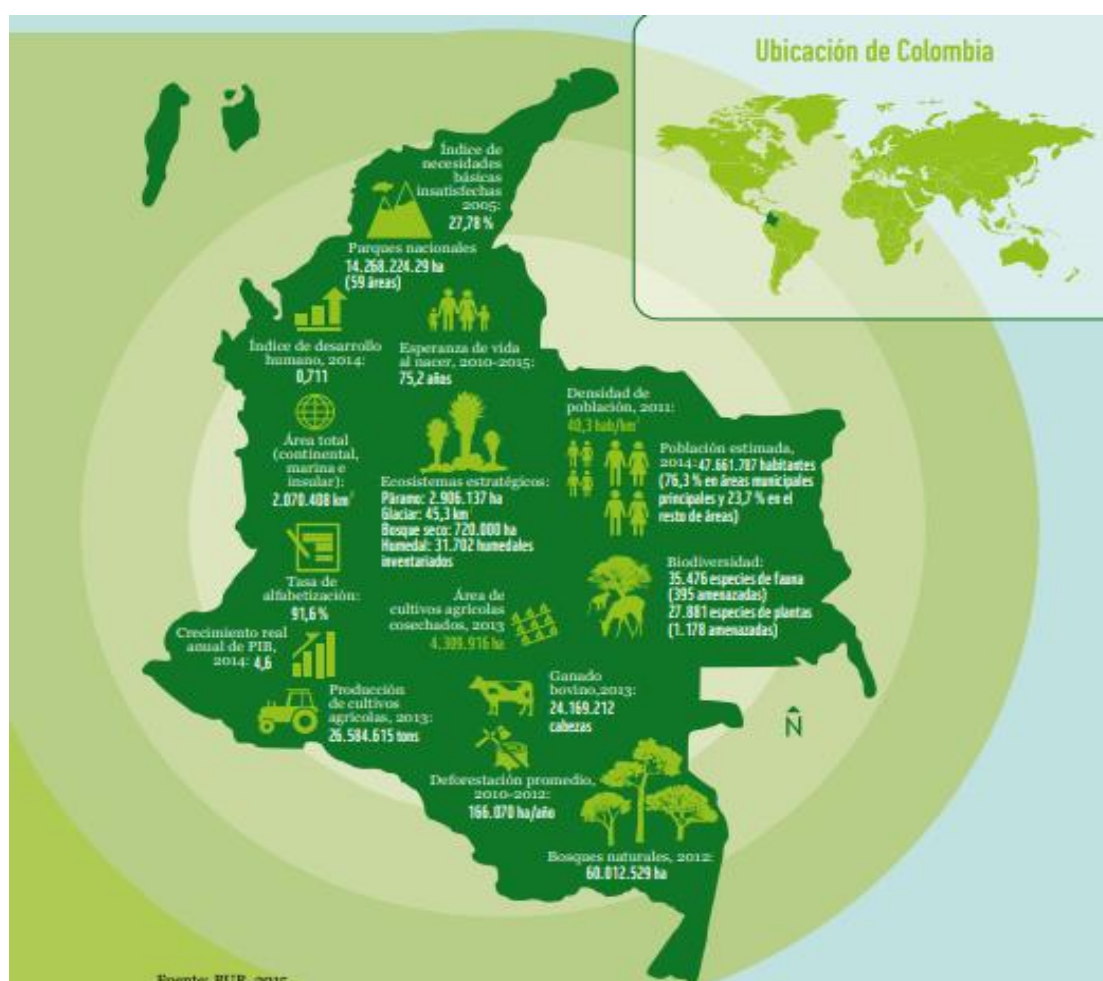 Ubicación de Colombia
Índice de
necesidades
básicas
insatisfechas
2005:
27,78 %
Parques nacionales
14.268.224.29 ha
(59 áreas)
Índice de desarrollo
humano, 2014:
0,711
Esperanza de vida
al nacer, 2010-2015:
75,2 años
Densidad de
población, 2011:
40,3 hab/km²
Área total
(continental,
marina e
insular):
2.070.408 km²
Ecosistemas estratégicos:
Páramo: 2.906.137 ha
Glaciar: 45,3 km²
Bosque seco: 720.000 ha
Humedal: 31.702 humedales
inventariados
Población estimada,
2014: 47.661.787 habitantes
(76,3 % en áreas municipales
principales y 23,7 % en el
resto de áreas)
Tasa de
alfabetización:
91,6 %
Área de
cultivos agrícolas
cosechados, 2013
4.309.916 ha
Biodiversidad:
35.476 especies de fauna
(395 amenazadas)
27.881 especies de plantas
(1.178 amenazadas)
Crecimiento real
anual de PIB,
2014: 4,6
Producción
de cultivos
agrícolas, 2013:
26.584.615 tons
Ganado
bovino,2013:
24.169.212
cabezas
N
Deforestación promedio,
2010-2012:
166.070 ha/año
Bosques naturales, 2012:
60.012.529 ha